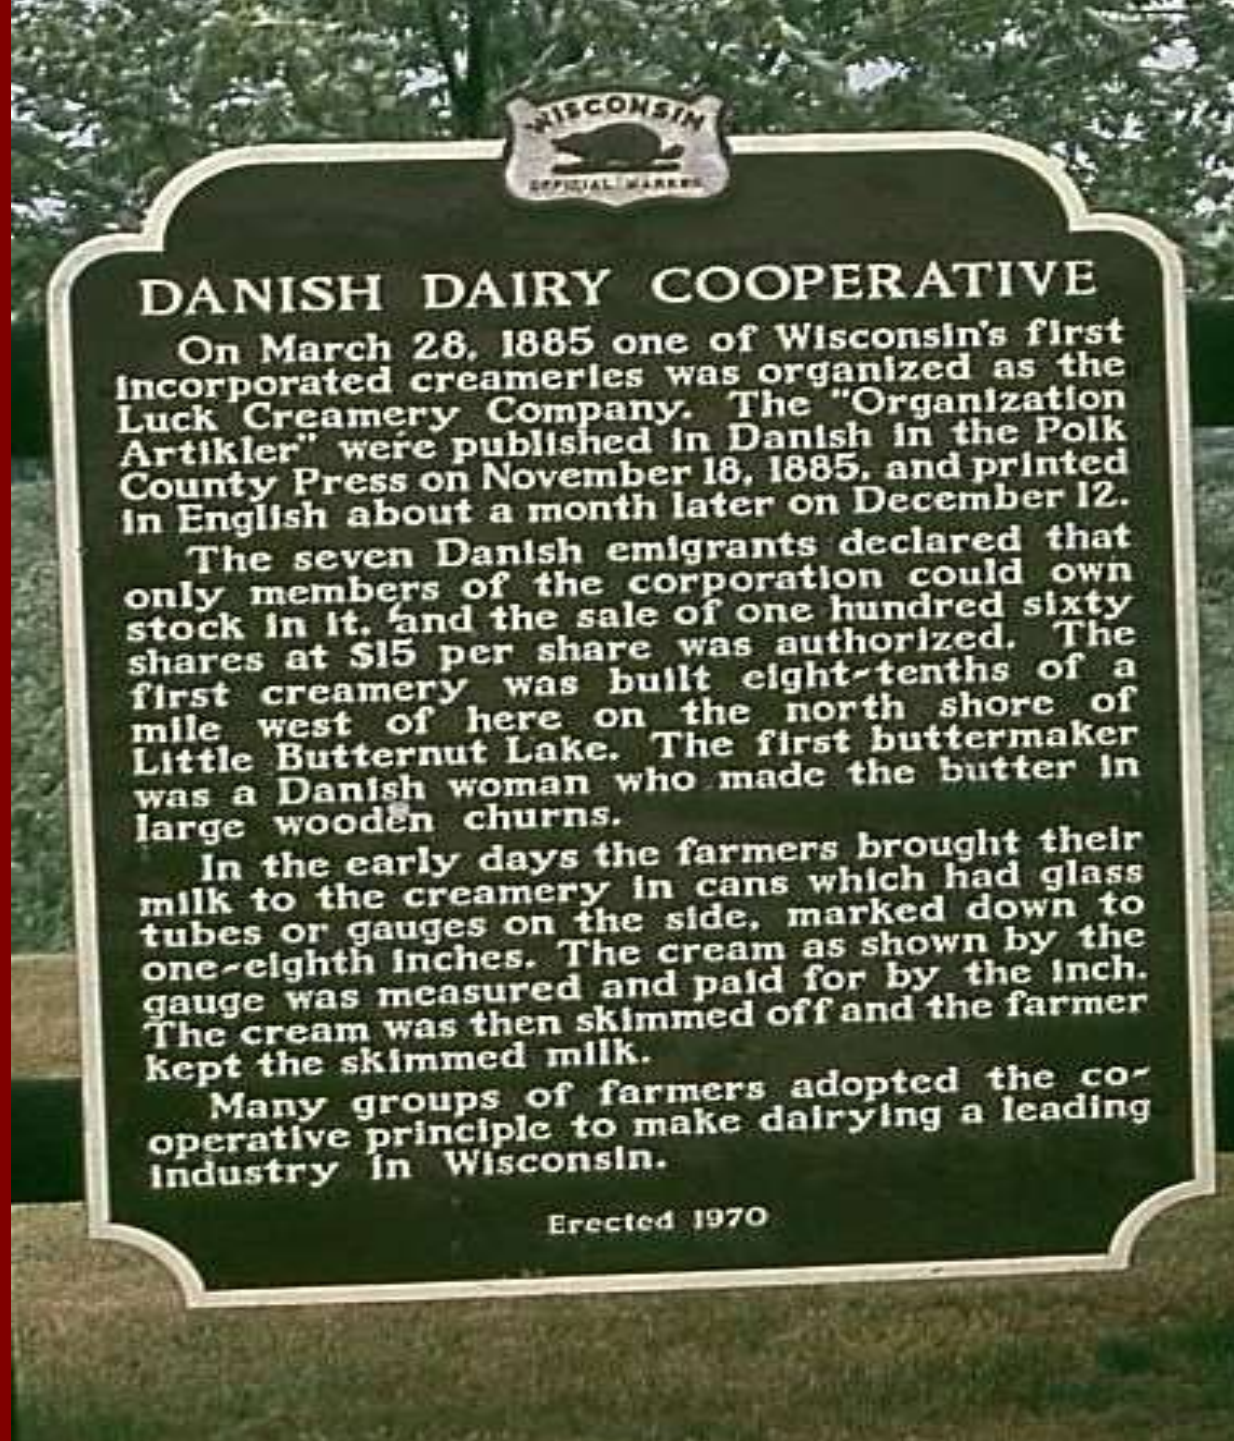 WISCONSIN
OFFICIAL MARKER
DANISH DAIRY COOPERATIVE
On March 28, 1885 one of Wisconsin's first
incorporated creameries was organized as the
Luck Creamery Company. The "Organization
Artikler" were published in Danish in the Polk
County Press on November 18, 1885, and printed
in English about a month later on December 12.
The seven Danish emigrants declared that
only members of the corporation could own
stock in it, and the sale of one hundred sixty
shares at $15 per share was authorized. The
first creamery was built eight-tenths of a
mile west of here on the north shore of
Little Butternut Lake. The first buttermaker
was a Danish woman who made the butter in
large wooden churns.
In the early days the farmers brought their
milk to the creamery in cans which had glass
tubes or gauges on the side, marked down to
one-eighth inches. The cream as shown by the
gauge was measured and paid for by the inch.
The cream was then skimmed off and the farmer
kept the skimmed milk.
Many groups of farmers adopted the co-
operative principle to make dairying a leading
industry in Wisconsin.
Erected 1970